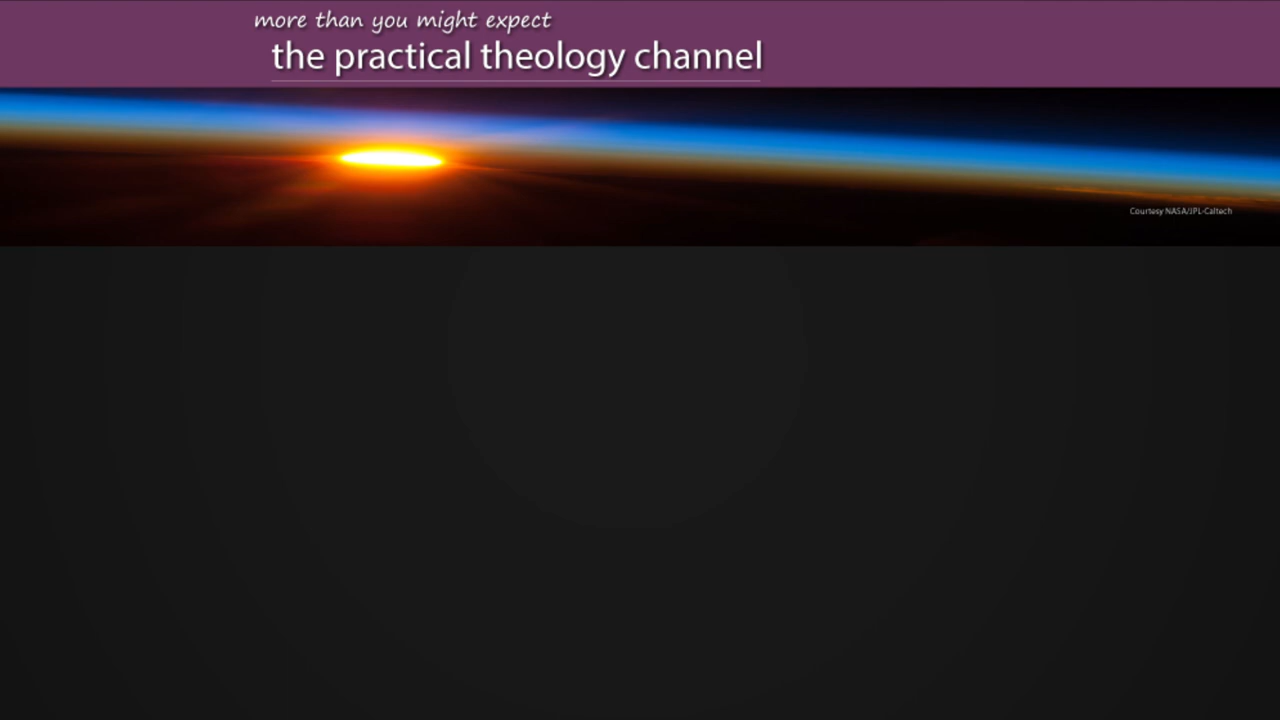 more than you might expect
the practical theology channel
Courtesy NASA/JPL-Caltech